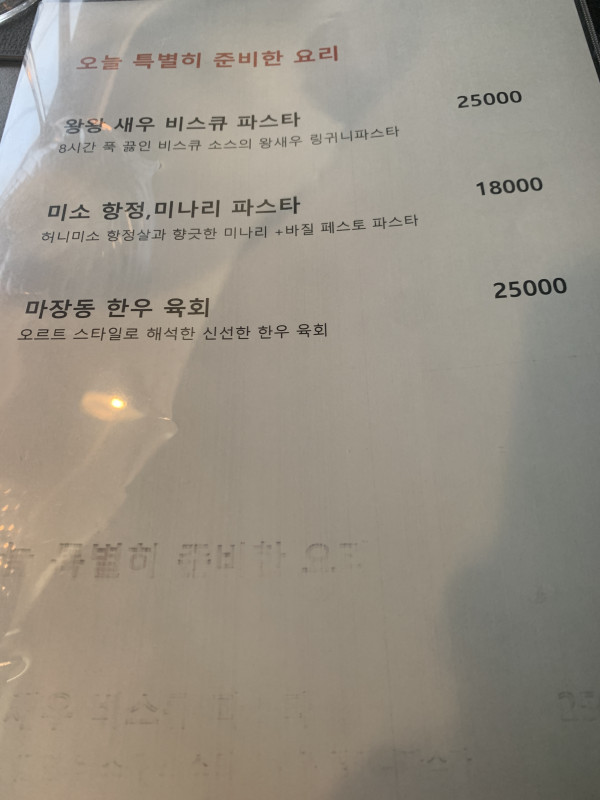 오늘 특별히 준비한 요리
왕왕 새우 비스큐 파스타 25000
8시간 푹 끓인 비스큐 소스의 왕새우 링귀니파스타
미소 항정,미나리 파스타 18000
허니미소 항정살과 향긋한 미나리 +바질 페스토 파스타
마장동 한우 육회 25000
오르트 스타일로 해석한 신선한 한우 육회